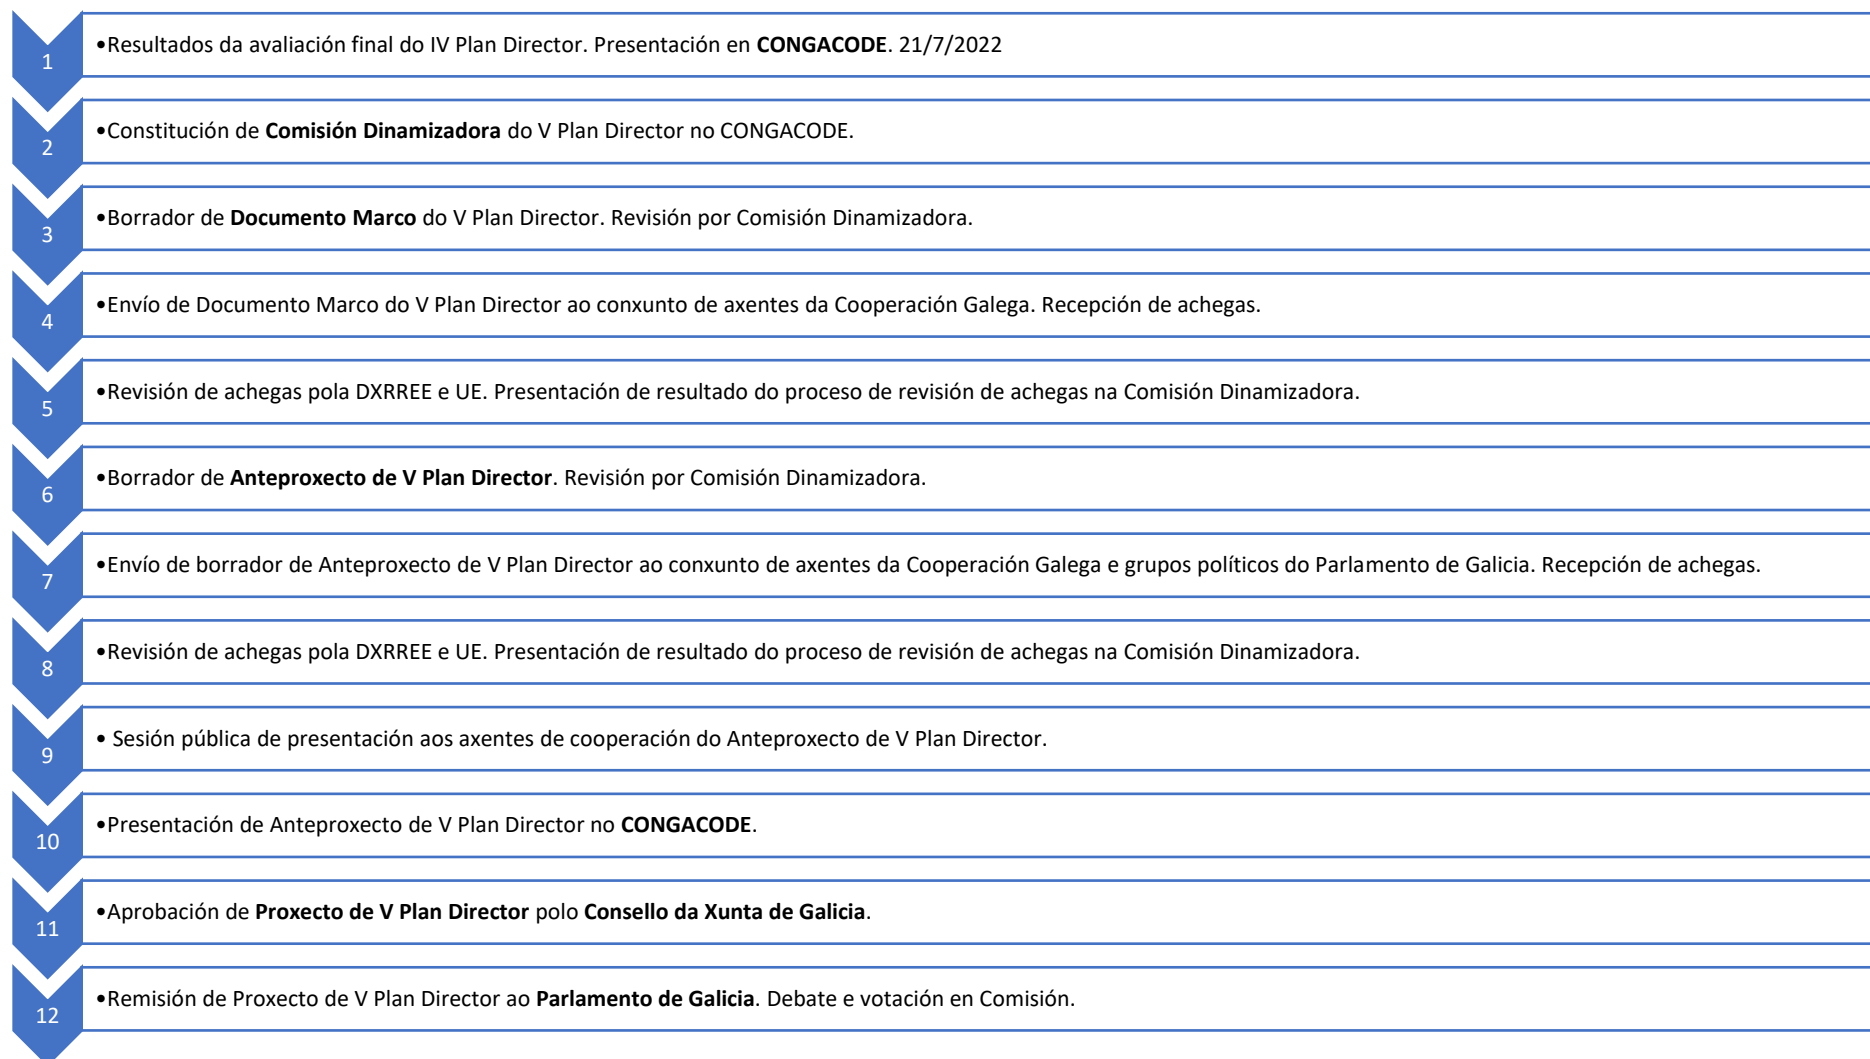 1
•Resultados da avaliación final do IV Plan Director. Presentación en CONGACODE. 21/7/2022
2
•Constitución de Comisión Dinamizadora do V Plan Director no CONGACODE.
3
•Borrador de Documento Marco do V Plan Director. Revisión por Comisión Dinamizadora.
4
•Envío de Documento Marco do V Plan Director ao conxunto de axentes da Cooperación Galega. Recepción de achegas.
5
•Revisión de achegas pola DXRREE e UE. Presentación de resultado do proceso de revisión de achegas na Comisión Dinamizadora.
6
•Borrador de Anteproxecto de V Plan Director. Revisión por Comisión Dinamizadora.
7
•Envío de borrador de Anteproxecto de V Plan Director ao conxunto de axentes da Cooperación Galega e grupos políticos do Parlamento de Galicia. Recepción de achegas.
8
•Revisión de achegas pola DXRREE e UE. Presentación de resultado do proceso de revisión de achegas na Comisión Dinamizadora.
9
• Sesión pública de presentación aos axentes de cooperación do Anteproxecto de V Plan Director.
10
•Presentación de Anteproxecto de V Plan Director no CONGACODE.
11
•Aprobación de Proxecto de V Plan Director polo Consello da Xunta de Galicia.
12
•Remisión de Proxecto de V Plan Director ao Parlamento de Galicia. Debate e votación en Comisión.